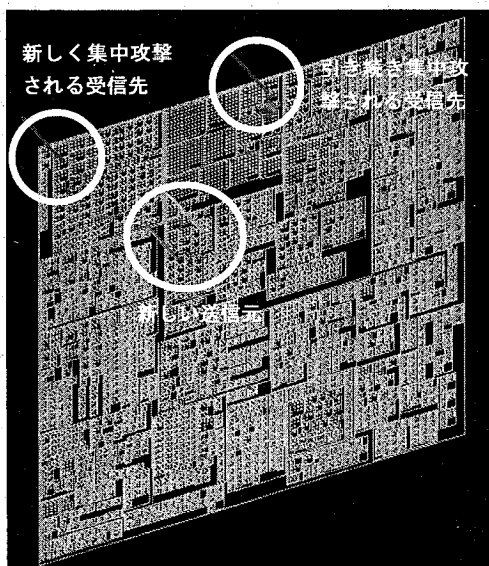 新しく集中攻撃
される受信先
引き続き集中攻
撃される受信先
新しい送信元